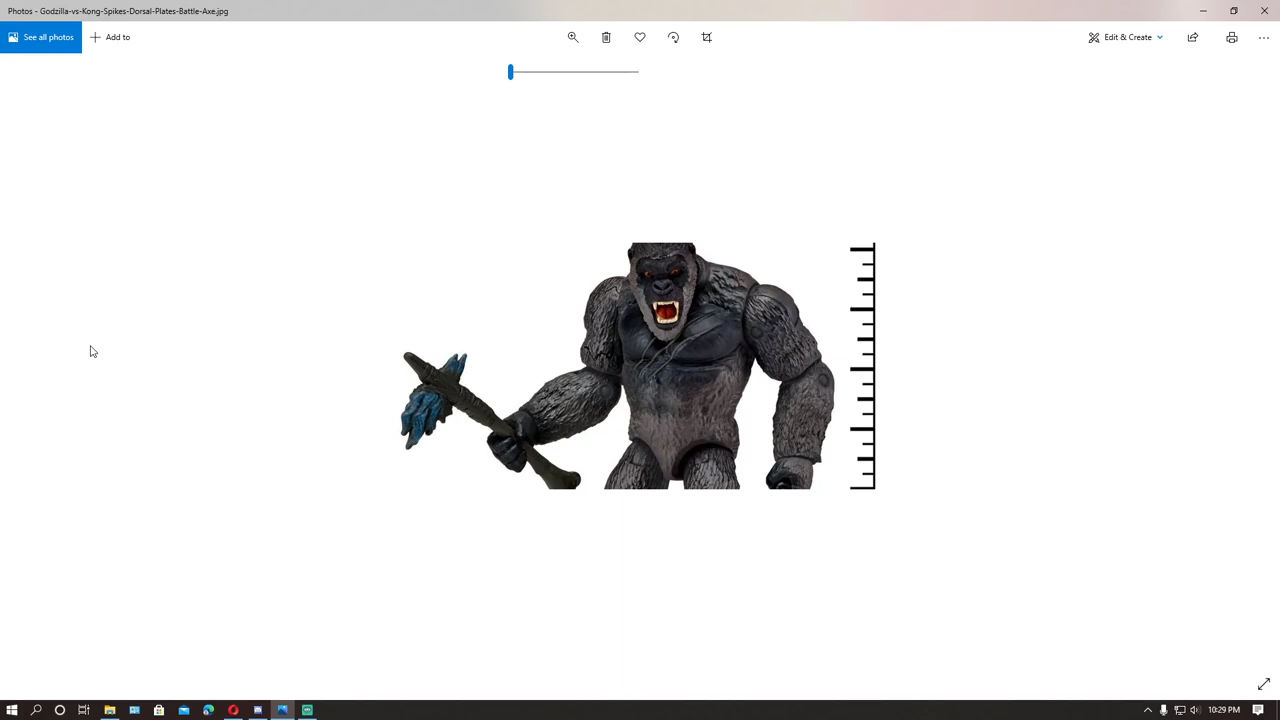 Photos - Godzilla-vs-Kong-Spikes-Dorsal-Plates-Battle-Axe.jpg
See all photos
Add to
Edit & Create
10:29 PM